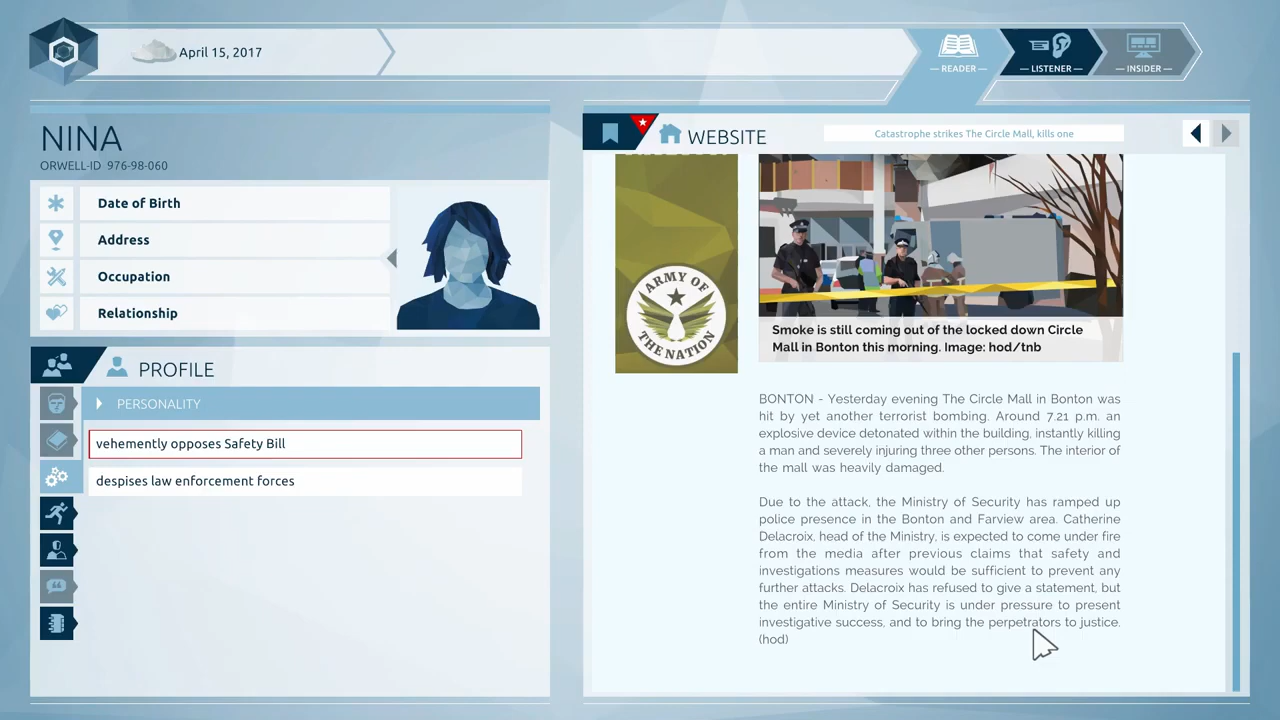 April 15, 2017
— READER —
— LISTENER —
— INSIDER —
NINA
ORWELL-ID 976-98-060
Date of Birth
Address
Occupation
Relationship
PROFILE
PERSONALITY
vehemently opposes Safety Bill
despises law enforcement forces
WEBSITE
Catastrophe strikes The Circle Mall, kills one
ARMY OF
THE NATION
Smoke is still coming out of the locked down Circle
Mall in Bonton this morning. Image: hod/tnb
BONTON - Yesterday evening The Circle Mall in Bonton was
hit by yet another terrorist bombing. Around 7.21 p.m. an
explosive device detonated within the building, instantly killing
a man and severely injuring three other persons. The interior of
the mall was heavily damaged.
Due to the attack, the Ministry of Security has ramped up
police presence in the Bonton and Farview area. Catherine
Delacroix, head of the Ministry, is expected to come under fire
from the media after previous claims that safety and
investigations measures would be sufficient to prevent any
further attacks. Delacroix has refused to give a statement, but
the entire Ministry of Security is under pressure to present
investigative success, and to bring the perpetrators to justice.
(hod)